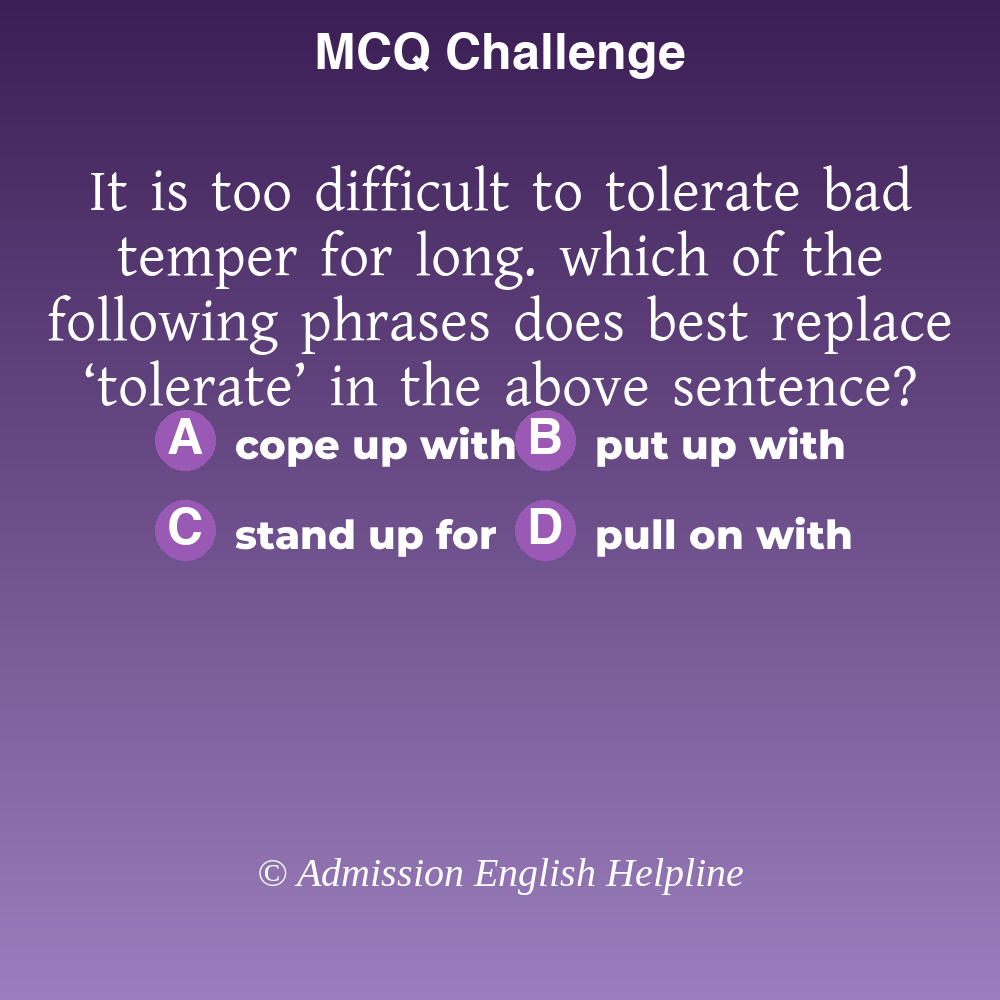 MCQ Challenge
It is too difficult to tolerate bad
temper for long. which of the
following phrases does best replace
‘tolerate’ in the above sentence?
A cope up with B put up with
C stand up for D pull on with
© Admission English Helpline